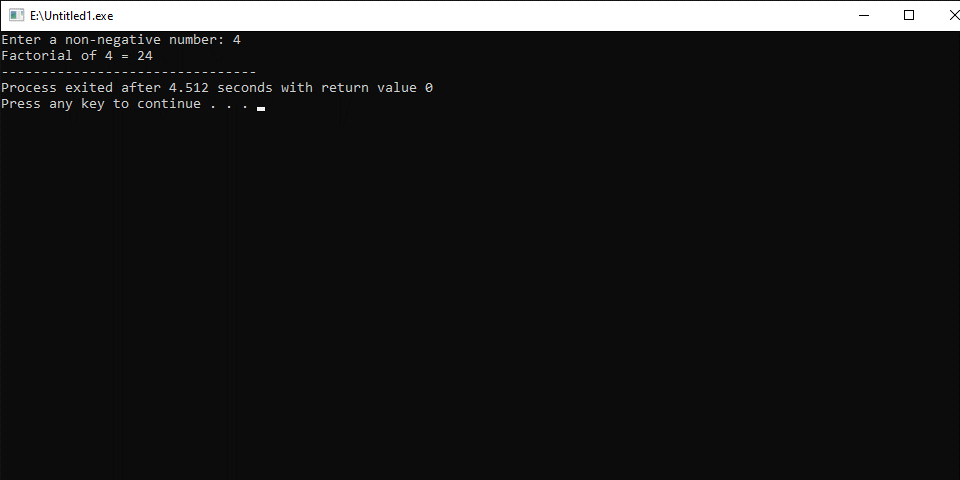 E:\Untitled1.exe
Enter a non-negative number: 4
Factorial of 4 = 24
--------------------------------
Process exited after 4.512 seconds with return value 0
Press any key to continue . . .